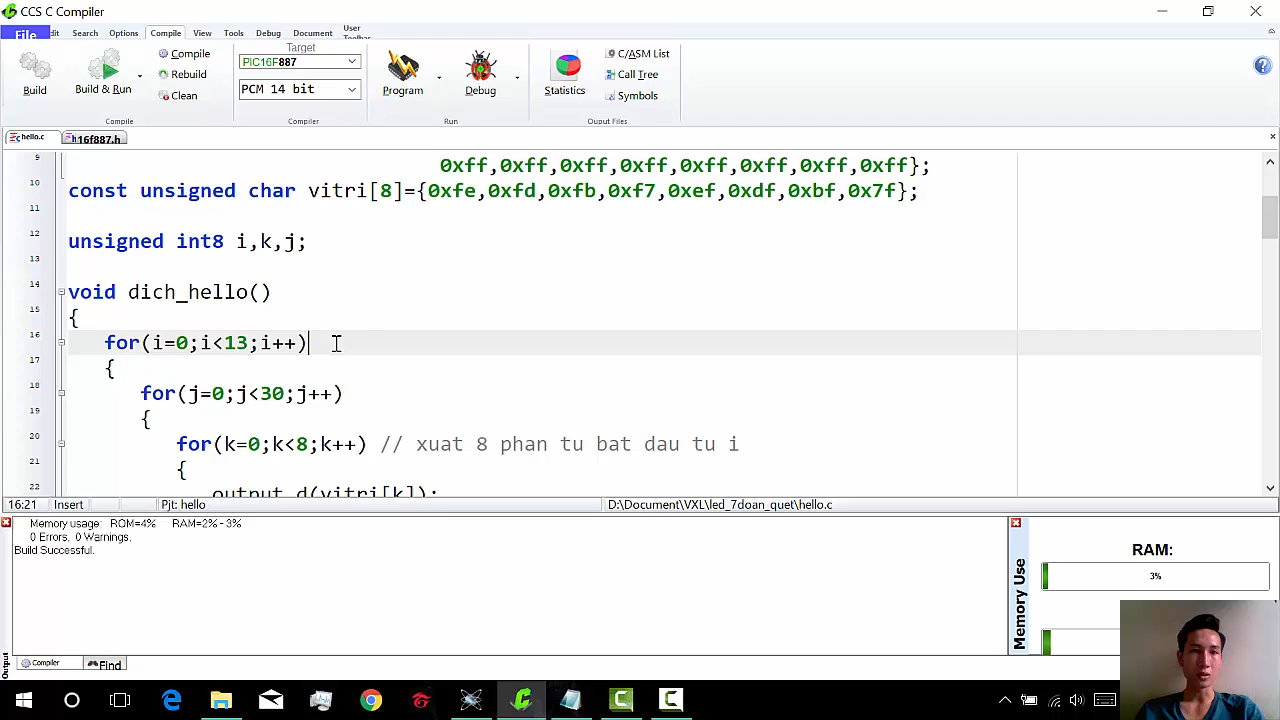 CCS C Compiler
File
dit Search Options Compile View Tools Debug Document User
Toolbar
Build
Build & Run
Compile
Rebuild
Clean
Compile
Target
PIC16F887
PCM 14 bit
Compiler
Program
Debug
Run
Statistics
C/ASM List
Call Tree
Symbols
Ouput Files
hello.c 16f887.h
9 0xff,0xff,0xff,0xff,0xff,0xff,0xff,0xff};
10 const unsigned char vitri[8]={0xfe,0xfd,0xfb,0xf7,0xef,0xdf,0xbf,0x7f};
11
12 unsigned int8 i,k,j;
13
14 void dich_hello()
15 {
16 for(i=0;i<13;i++)
17 {
18 for(j=0;j<30;j++)
19 {
20 for(k=0;k<8;k++) // xuat 8 phan tu bat dau tu i
21 {
22 output_d(vitri[k]);
16:21 Insert Pjt: hello D:\Document\VXL\led_7doan_quet\hello.c
Memory usage: ROM=4% RAM=2% - 3%
0 Errors, 0 Warnings.
Build Successful.
Output
Compiler Find
Memory Use
RAM:
3%